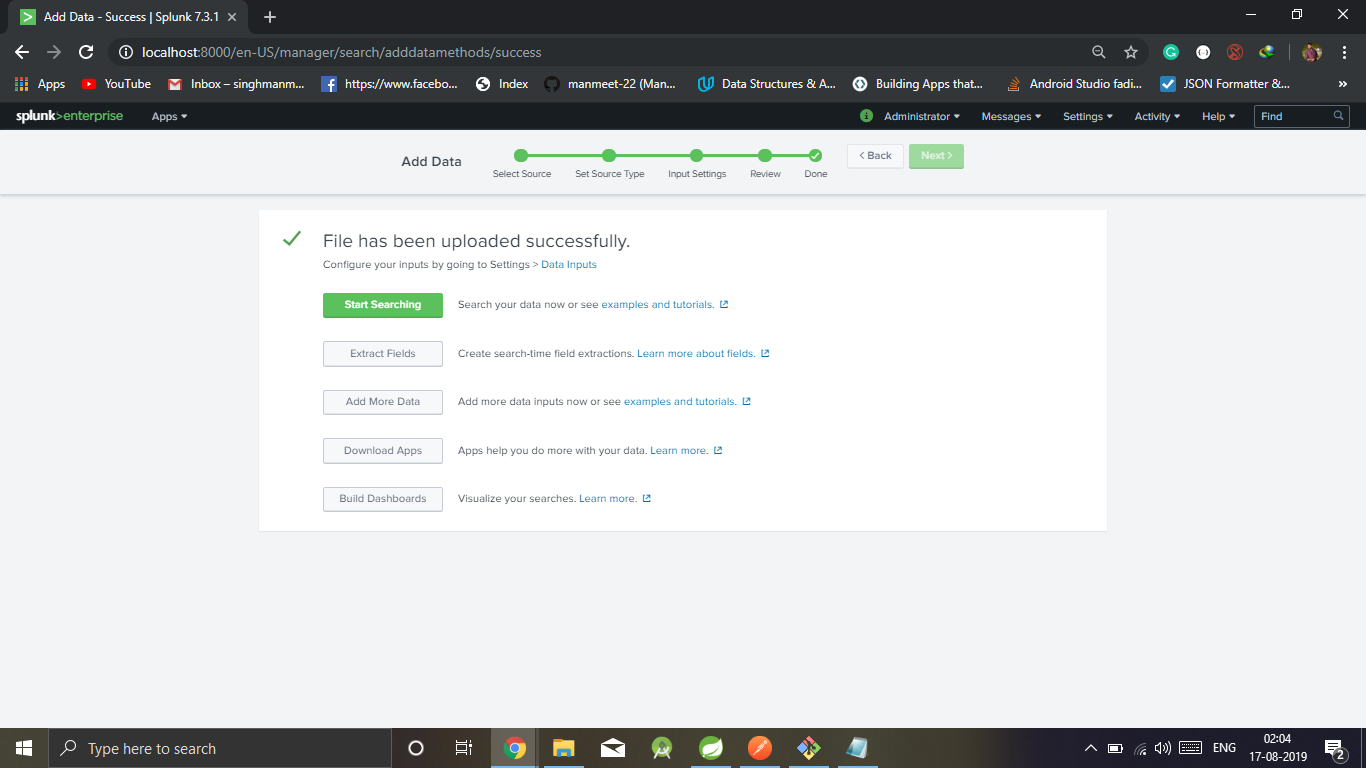 Add Data - Success | Splunk 7.3.1
localhost:8000/en-US/manager/search/adddatamethods/success
Apps YouTube Inbox – singhmanm... https://www.facebo... Index manmeet-22 (Man... Data Structures & A... Building Apps that... Android Studio fadi... JSON Formatter &... »
splunk>enterprise Apps Administrator Messages Settings Activity Help Find
Add Data
Select Source Set Source Type Input Settings Review Done
< Back Next >
File has been uploaded successfully.
Configure your inputs by going to Settings > Data Inputs
Start Searching Search your data now or see examples and tutorials.
Extract Fields Create search-time field extractions. Learn more about fields.
Add More Data Add more data inputs now or see examples and tutorials.
Download Apps Apps help you do more with your data. Learn more.
Build Dashboards Visualize your searches. Learn more.
Type here to search
ENG
02:04
17-08-2019
2